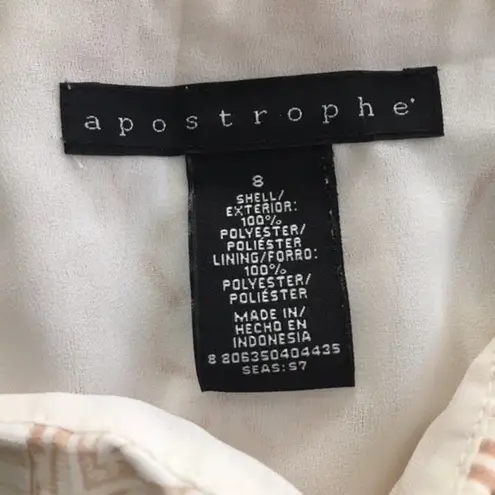 apostrophe'
8
SHELL/
EXTERIOR:
100%
POLYESTER/
POLIÉSTER
LINING/FORRO:
100%
POLYESTER/
POLIÉSTER
MADE IN/
HECHO EN
INDONESIA
8 806350404435
SEAS: S7